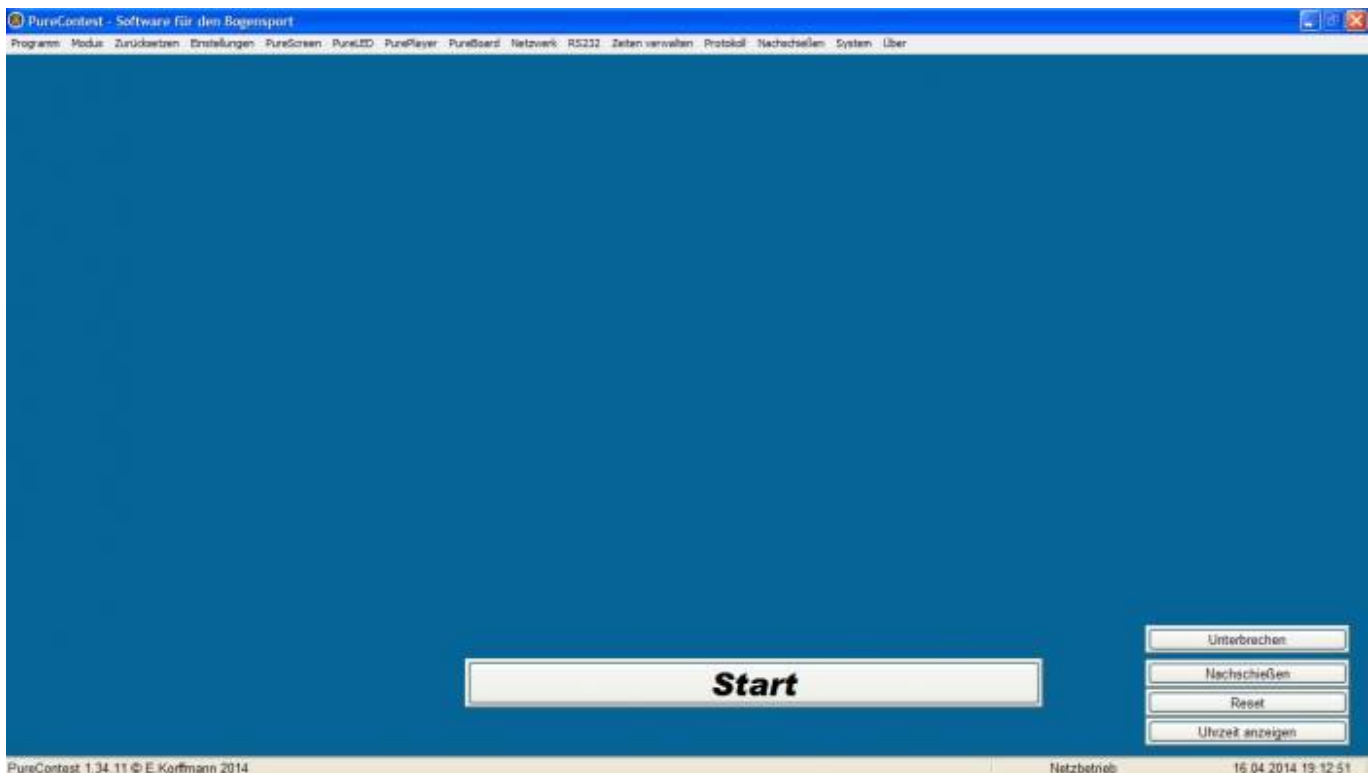 PureContest - Software für den Bogensport
Programm Modus Zurücksetzen Einstellungen PureScreen PureLED PurePlayer PureBoard Netzwerk RS232 Zeiten verwalten Protokoll Nachschießen System Über
Unterbrechen
Start
Nachschießen
Reset
Uhrzeit anzeigen
PureContest 1.34.11 © E.Korffmann 2014 Netzbetrieb 16.04.2014 19:12:51